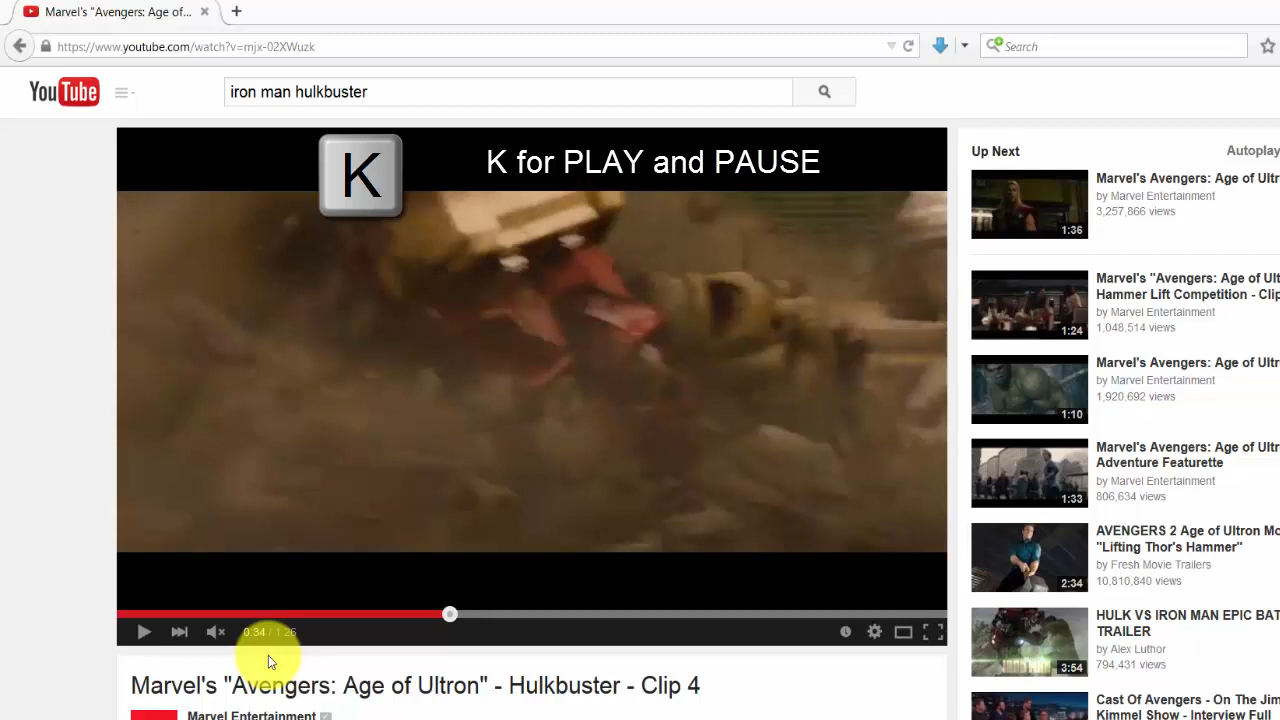 Marvel's "Avengers: Age of...
https://www.youtube.com/watch?v=mjx-02XWuzk
Search
YouTube
iron man hulkbuster
K
K for PLAY and PAUSE
0:34 / 1:26
Marvel's "Avengers: Age of Ultron" - Hulkbuster - Clip 4
Marvel Entertainment
Up Next
Autoplay
Marvel's Avengers: Age of Ultr
by Marvel Entertainment
3,257,866 views
1:36
Marvel's "Avengers: Age of Ult
Hammer Lift Competition - Clip
by Marvel Entertainment
1,048,514 views
1:24
Marvel's Avengers: Age of Ultr
by Marvel Entertainment
1,920,692 views
1:10
Marvel's Avengers: Age of Ultr
Adventure Featurette
by Marvel Entertainment
806,634 views
1:33
AVENGERS 2 Age of Ultron Mo
"Lifting Thor's Hammer"
by Fresh Movie Trailers
10,810,840 views
2:34
HULK VS IRON MAN EPIC BAT
TRAILER
by Alex Luthor
794,431 views
3:54
Cast Of Avengers - On The Jim
Kimmel Show - Interview Full